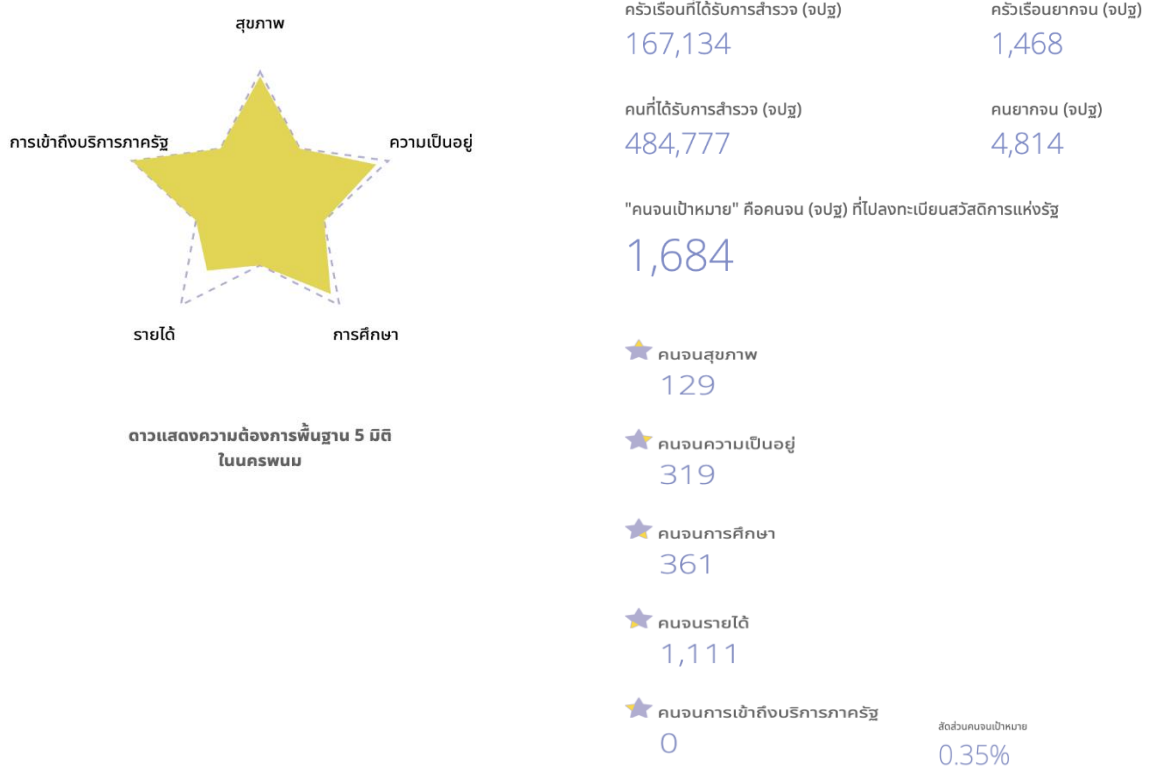 สุขภาพ
การเข้าถึงบริการภาครัฐ
ความเป็นอยู่
รายได้
การศึกษา
ดาวแสดงความต้องการพื้นฐาน 5 มิติ
ในนครพนม
ครัวเรือนที่ได้รับการสำรวจ (จปฐ)
167,134
ครัวเรือนยากจน (จปฐ)
1,468
คนที่ได้รับการสำรวจ (จปฐ)
484,777
คนยากจน (จปฐ)
4,814
"คนจนเป้าหมาย" คือคนจน (จปฐ) ที่ไปลงทะเบียนสวัสดิการแห่งรัฐ
1,684
คนจนสุขภาพ
129
คนจนความเป็นอยู่
319
คนจนการศึกษา
361
คนจนรายได้
1,111
คนจนการเข้าถึงบริการภาครัฐ
0
สัดส่วนคนจนเป้าหมาย
0.35%